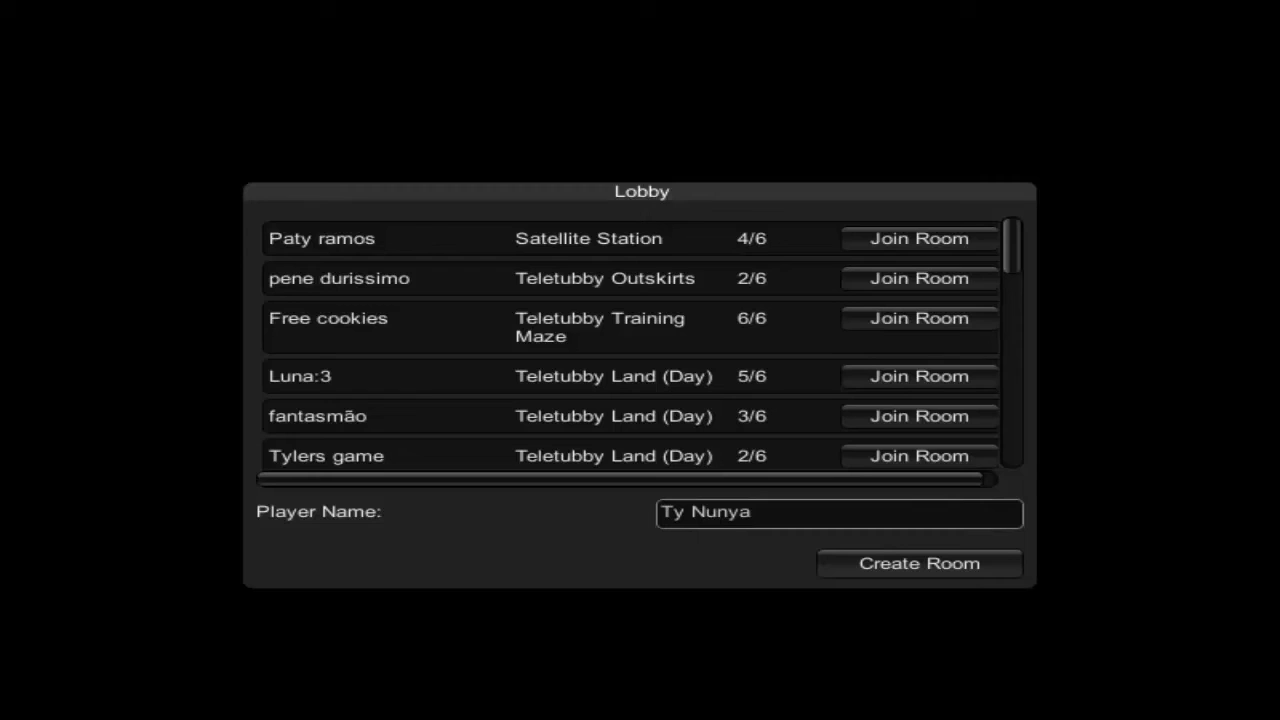 Lobby
Paty ramos Satellite Station 4/6 Join Room
pene durissimo Teletubby Outskirts 2/6 Join Room
Free cookies Teletubby Training 6/6 Join Room
Maze
Luna:3 Teletubby Land (Day) 5/6 Join Room
fantasmão Teletubby Land (Day) 3/6 Join Room
Tylers game Teletubby Land (Day) 2/6 Join Room
Player Name: Ty Nunya
Create Room